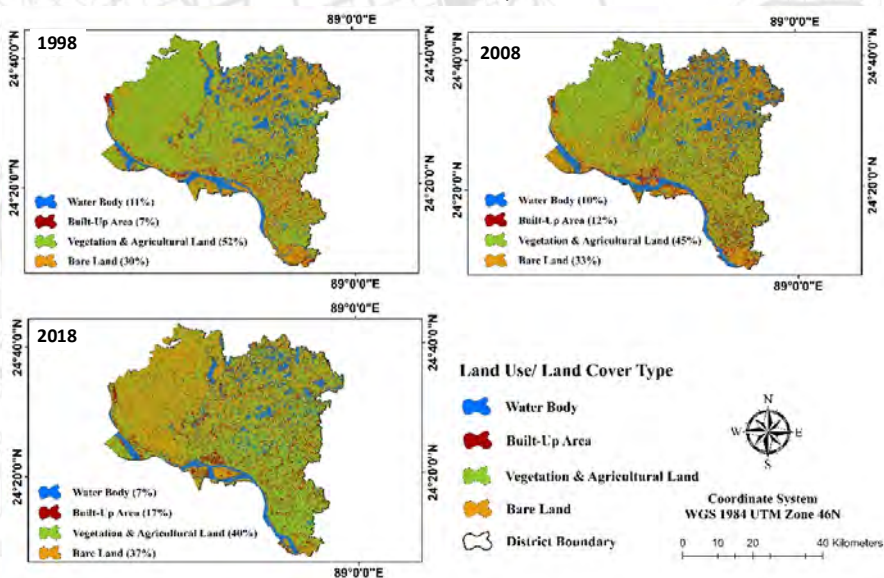 89°0'0"E
1998
24°40'0"N
24°20'0"N
24°40'0"N
24°20'0"N
Water Body (11%)
Built-Up Area (7%)
Vegetation & Agricultural Land (52%)
Bare Land (30%)
89°0'0"E
89°0'0"E
2008
24°40'0"N
24°20'0"N
24°40'0"N
24°20'0"N
Water Body (10%)
Built-Up Area (12%)
Vegetation & Agricultural Land (45%)
Bare Land (33%)
89°0'0"E
89°0'0"E
2018
24°40'0"N
24°20'0"N
24°40'0"N
24°20'0"N
Water Body (7%)
Built-Up Area (17%)
Vegetation & Agricultural Land (40%)
Bare Land (37%)
89°0'0"E
Land Use/ Land Cover Type
Water Body
Built-Up Area
Vegetation & Agricultural Land
Bare Land
District Boundary
N
W E
S
Coordinate System
WGS 1984 UTM Zone 46N
0 10 20 40 Kilometers